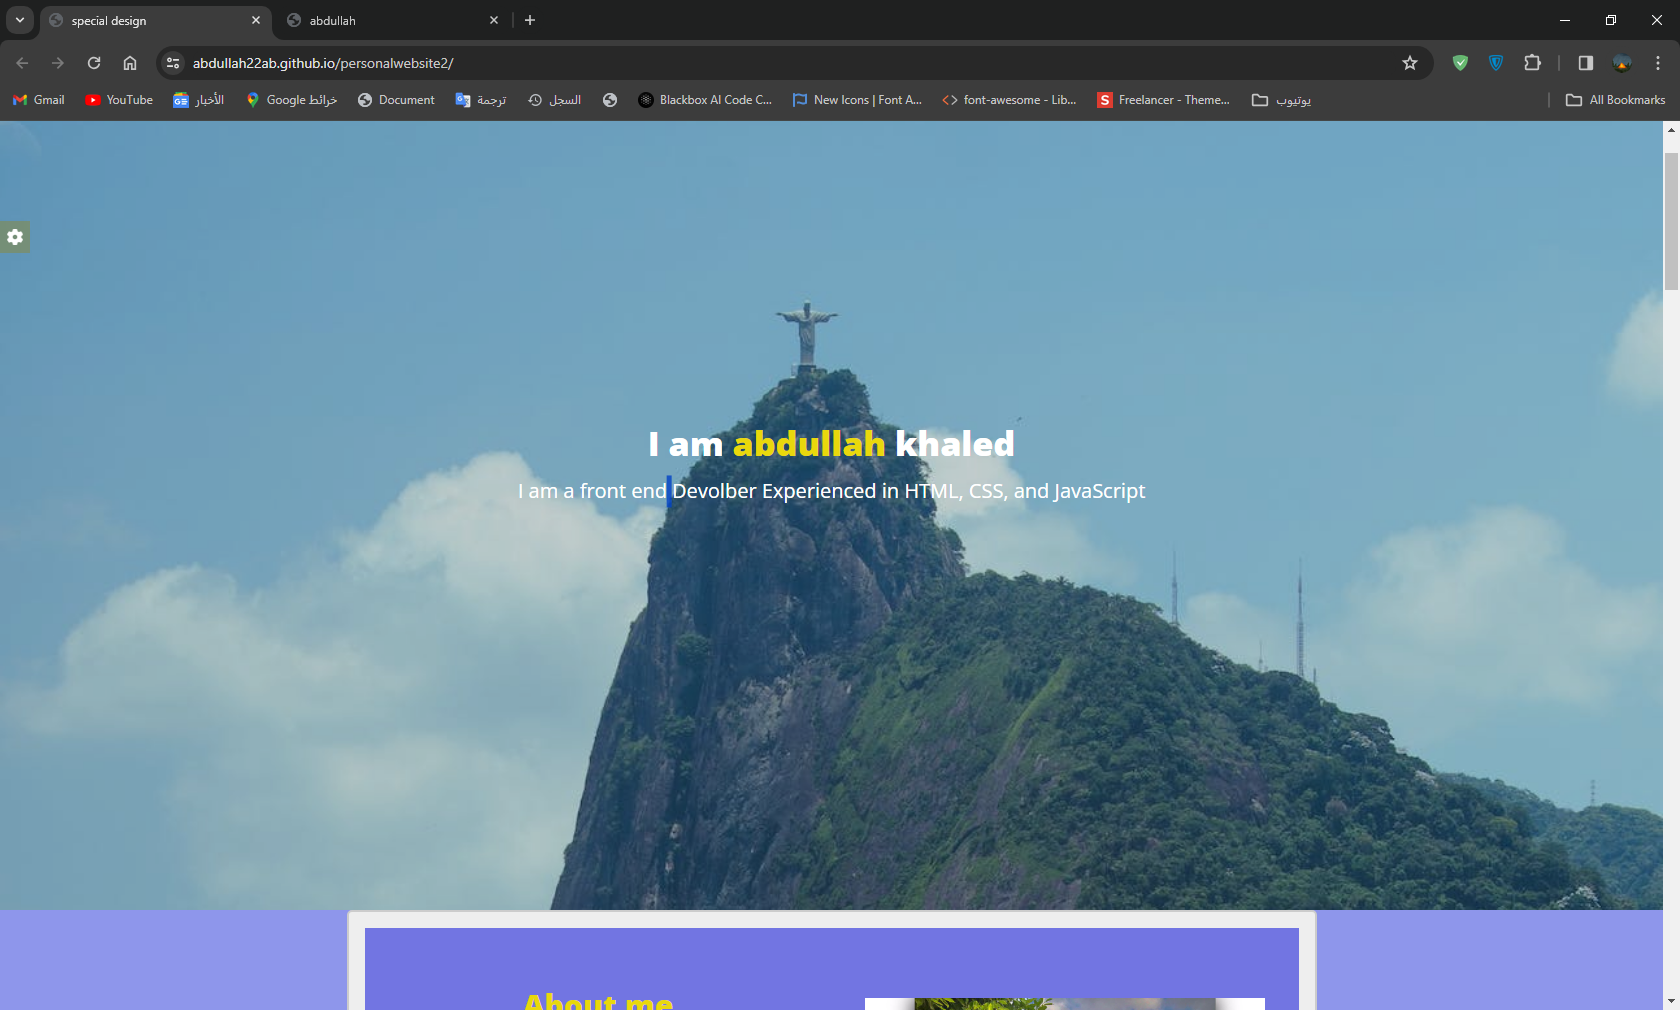 special design
abdullah
abdullah22ab.github.io/personalwebsite2/
Gmail
YouTube
الأخبار
خرائط Google
Document
ترجمة
السجل
Blackbox AI Code C...
New Icons | Font A...
font-awesome - Lib...
Freelancer - Theme...
يوتيوب
All Bookmarks
I am abdullah khaled
I am a front end Devolber Experienced in HTML, CSS, and JavaScript
About me